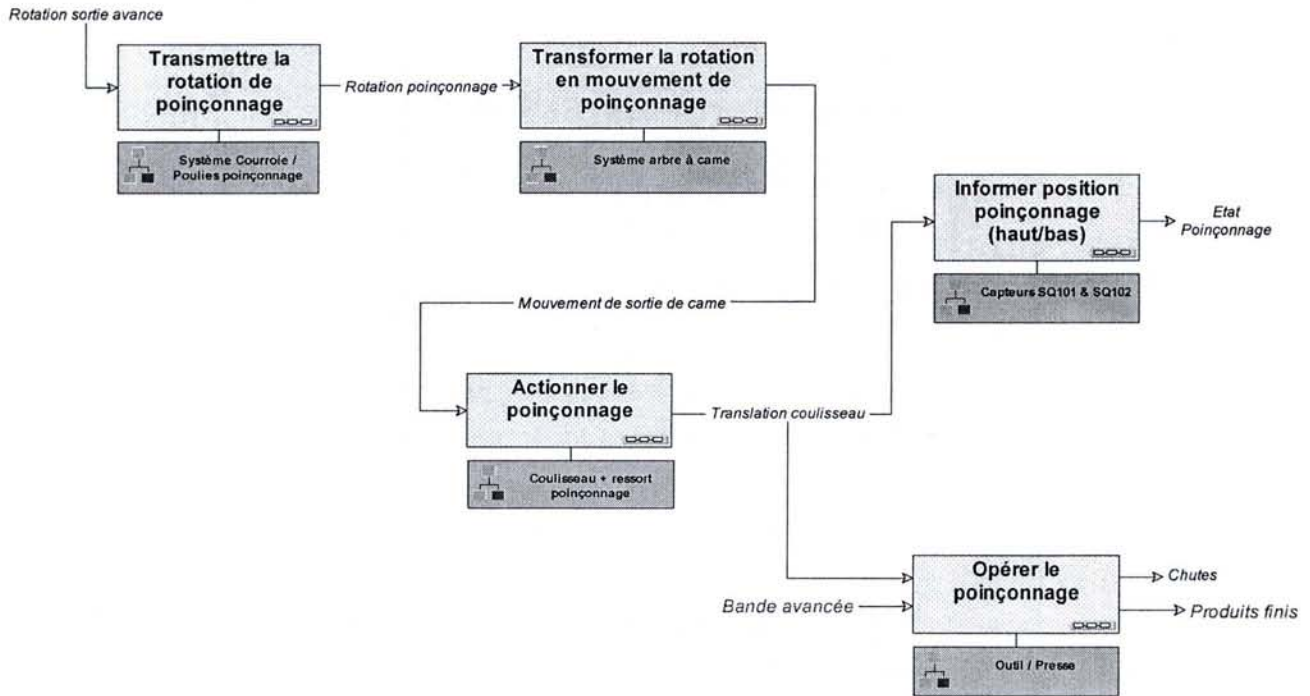 Rotation sortie avance
Transmettre la
rotation de
poinçonnage
Système Courroie /
Poulies poinçonnage
Rotation poinçonnage
Transformer la rotation
en mouvement de
poinçonnage
Système arbre à came
Informer position
poinçonnage
(haut/bas)
Capteurs SQ101 & SQ102
Etat
Poinçonnage
Mouvement de sortie de came
Actionner le
poinçonnage
Coulisseau + ressort
poinçonnage
Translation coulisseau
Bande avancée
Opérer le
poinçonnage
Outil / Presse
Chutes
Produits finis